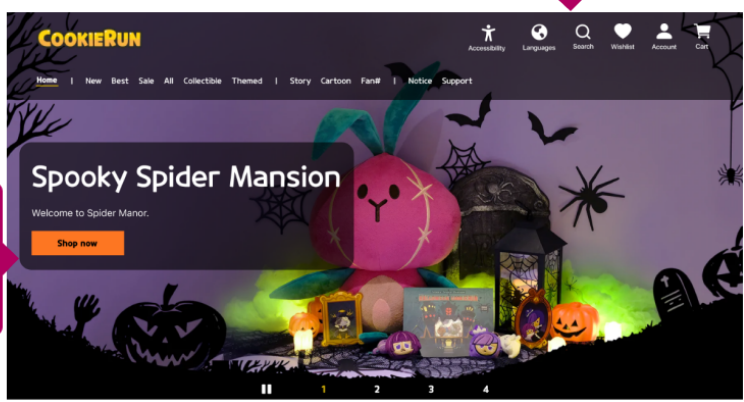 COOKIERUN
Accessibility
Languages
Search
Wishlist
Account
Cart
Home | New Best Sale All Collectible Themed | Story Cartoon Fan# | Notice Support
Spooky Spider Mansion
Welcome to Spider Manor.
Shop now
1 2 3 4